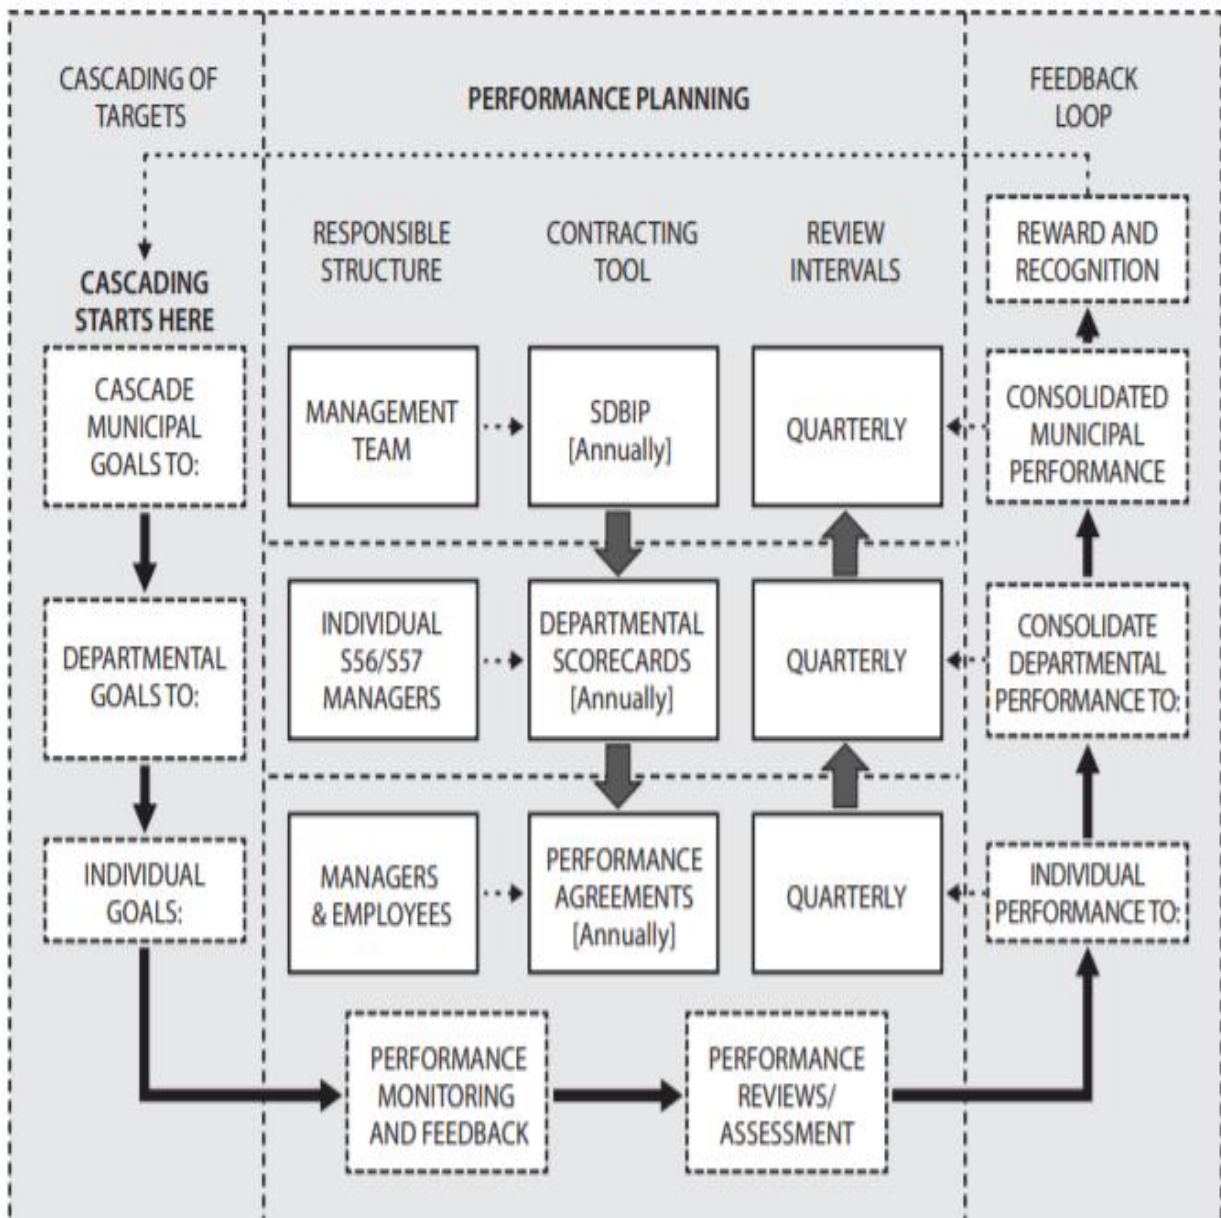 CASCADING OF
TARGETS
PERFORMANCE PLANNING
FEEDBACK
LOOP
RESPONSIBLE
STRUCTURE
CONTRACTING
TOOL
REVIEW
INTERVALS
REWARD AND
RECOGNITION
CASCADING
STARTS HERE
CASCADE
MUNICIPAL
GOALS TO:
MANAGEMENT
TEAM
SDBIP
[Annually]
QUARTERLY
CONSOLIDATED
MUNICIPAL
PERFORMANCE
DEPARTMENTAL
GOALS TO:
INDIVIDUAL
S56/S57
MANAGERS
DEPARTMENTAL
SCORECARDS
[Annually]
QUARTERLY
CONSOLIDATE
DEPARTMENTAL
PERFORMANCE TO:
INDIVIDUAL
GOALS:
MANAGERS
& EMPLOYEES
PERFORMANCE
AGREEMENTS
[Annually]
QUARTERLY
INDIVIDUAL
PERFORMANCE TO:
PERFORMANCE
MONITORING
AND FEEDBACK
PERFORMANCE
REVIEWS/
ASSESSMENT